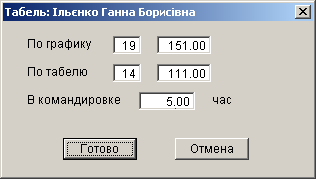 Табель: Ільєнко Ганна Борисівна
По графику 19 151.00
По табелю 14 111.00
В командировке 5.00 час
Готово Отмена